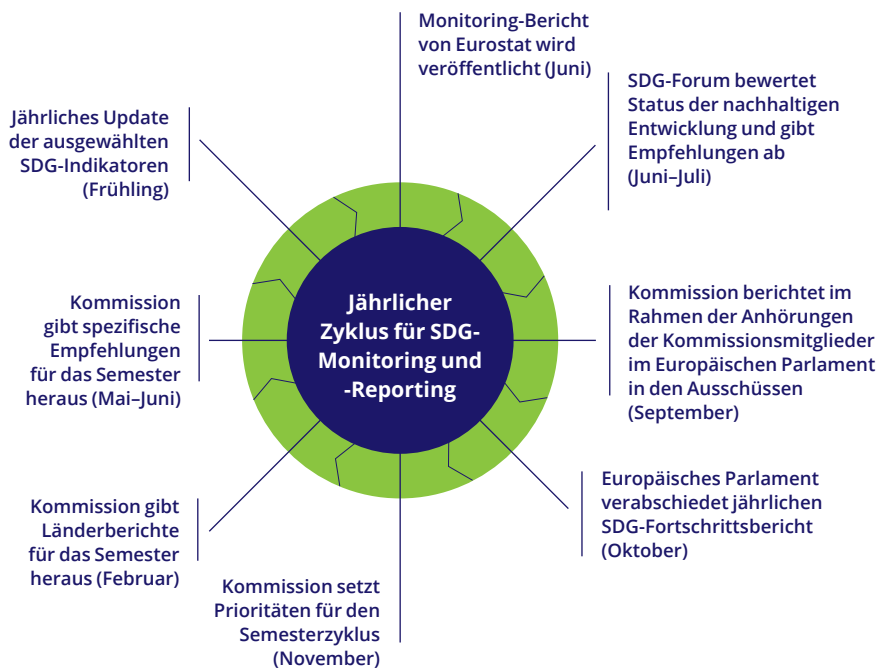 Monitoring-Bericht
von Eurostat wird
veröffentlicht (Juni)
SDG-Forum bewertet
Status der nachhaltigen
Entwicklung und gibt
Empfehlungen ab
(Juni–Juli)
Kommission berichtet im
Rahmen der Anhörungen
der Kommissionsmitglieder
im Europäischen Parlament
in den Ausschüssen
(September)
Europäisches Parlament
verabschiedet jährlichen
SDG-Fortschrittsbericht
(Oktober)
Kommission setzt
Prioritäten für den
Semesterzyklus
(November)
Kommission gibt
Länderberichte
für das Semester
heraus (Februar)
Kommission
gibt spezifische
Empfehlungen
für das Semester
heraus (Mai–Juni)
Jährliches Update
der ausgewählten
SDG-Indikatoren
(Frühling)
Jährlicher
Zyklus für SDG-
Monitoring und
-Reporting